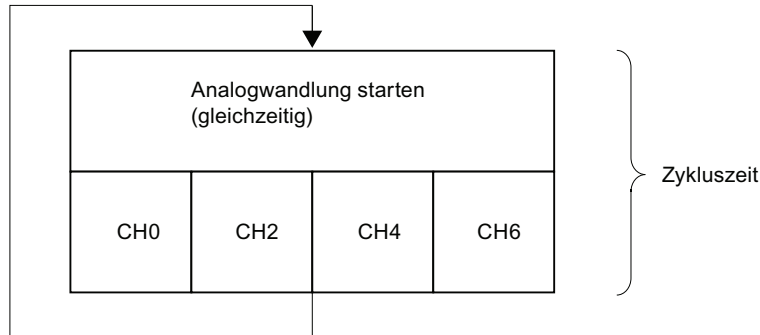 Analogwandlung starten
(gleichzeitig)
Zykluszeit
CH0 CH2 CH4 CH6